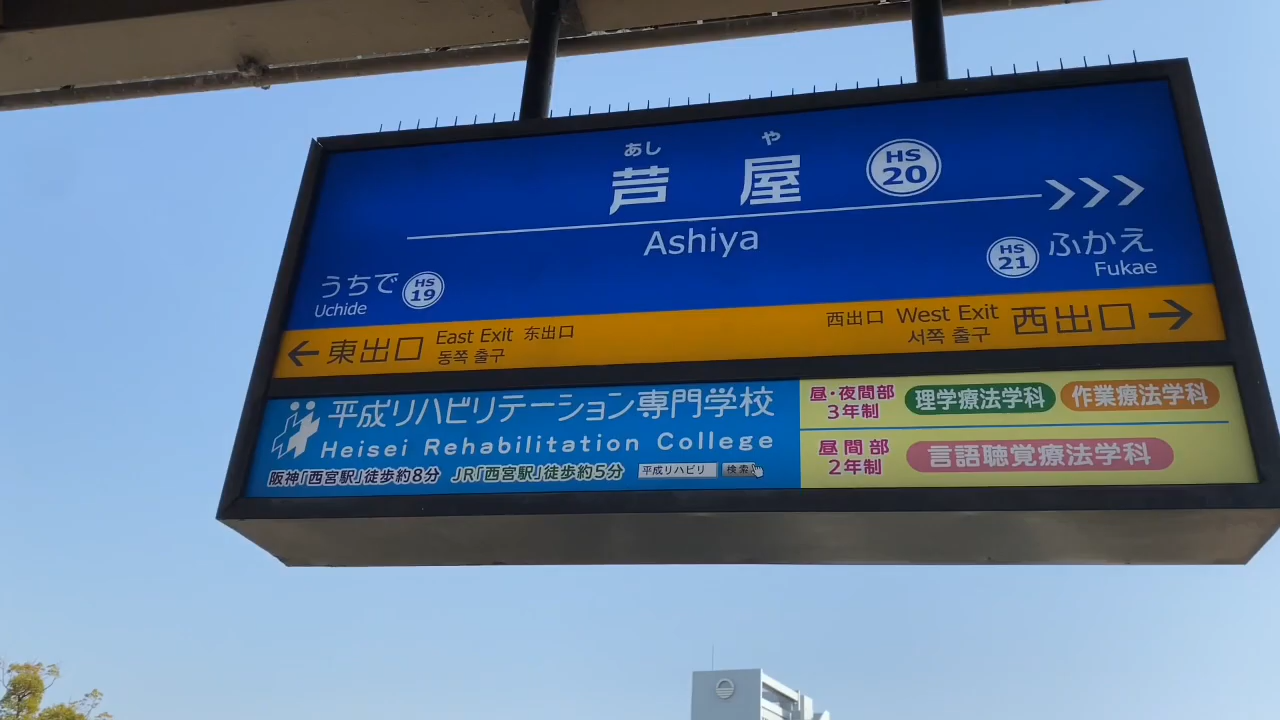 あし や
芦 屋 HS 20
Ashiya
うちで HS 19
Uchide
HS 21 ふかえ
Fukae
東出口 East Exit 东出口
동쪽 출구
西出口 West Exit 西出口
서쪽 출구
平成リハビリテーション専門学校
Heisei Rehabilitation College
阪神「西宮駅」徒歩約8分 JR「西宮駅」徒歩約5分 平成リハビリ 検索
昼・夜間部
3年制
理学療法学科 作業療法学科
昼間部
2年制
言語聴覚療法学科